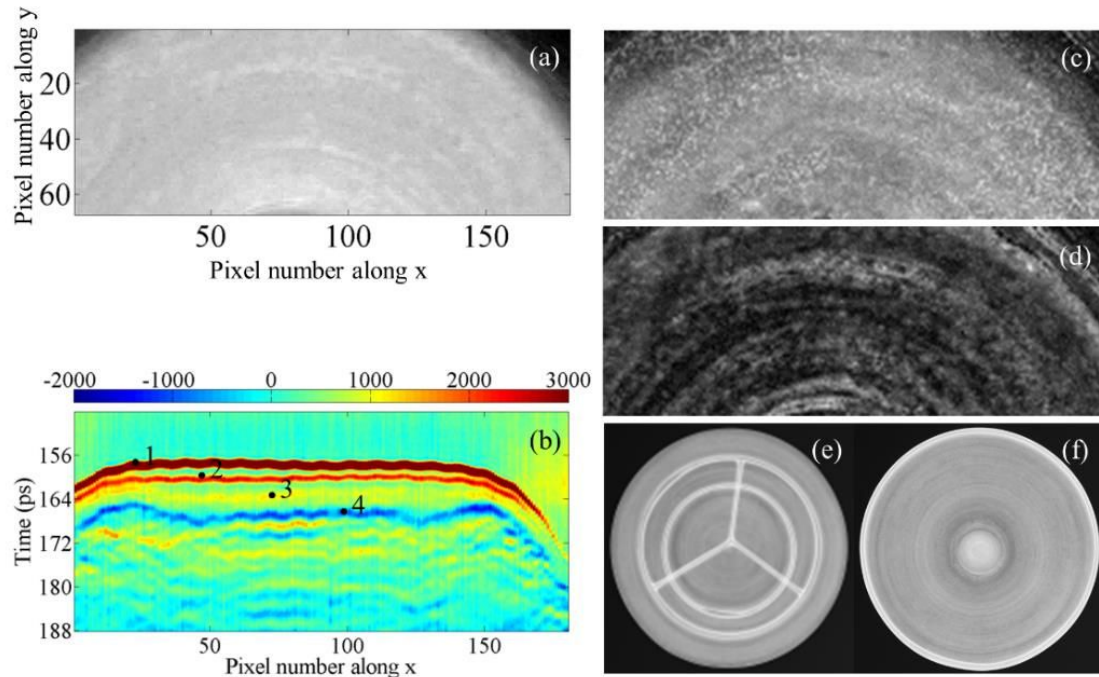 Pixel number along y
20
40
60
(a)
50
100
150
Pixel number along x
(c)
(d)
-2000
-1000
0
1000
2000
3000
Time (ps)
156
164
172
180
188
(b)
1
2
3
4
50
100
150
Pixel number along x
(e)
(f)